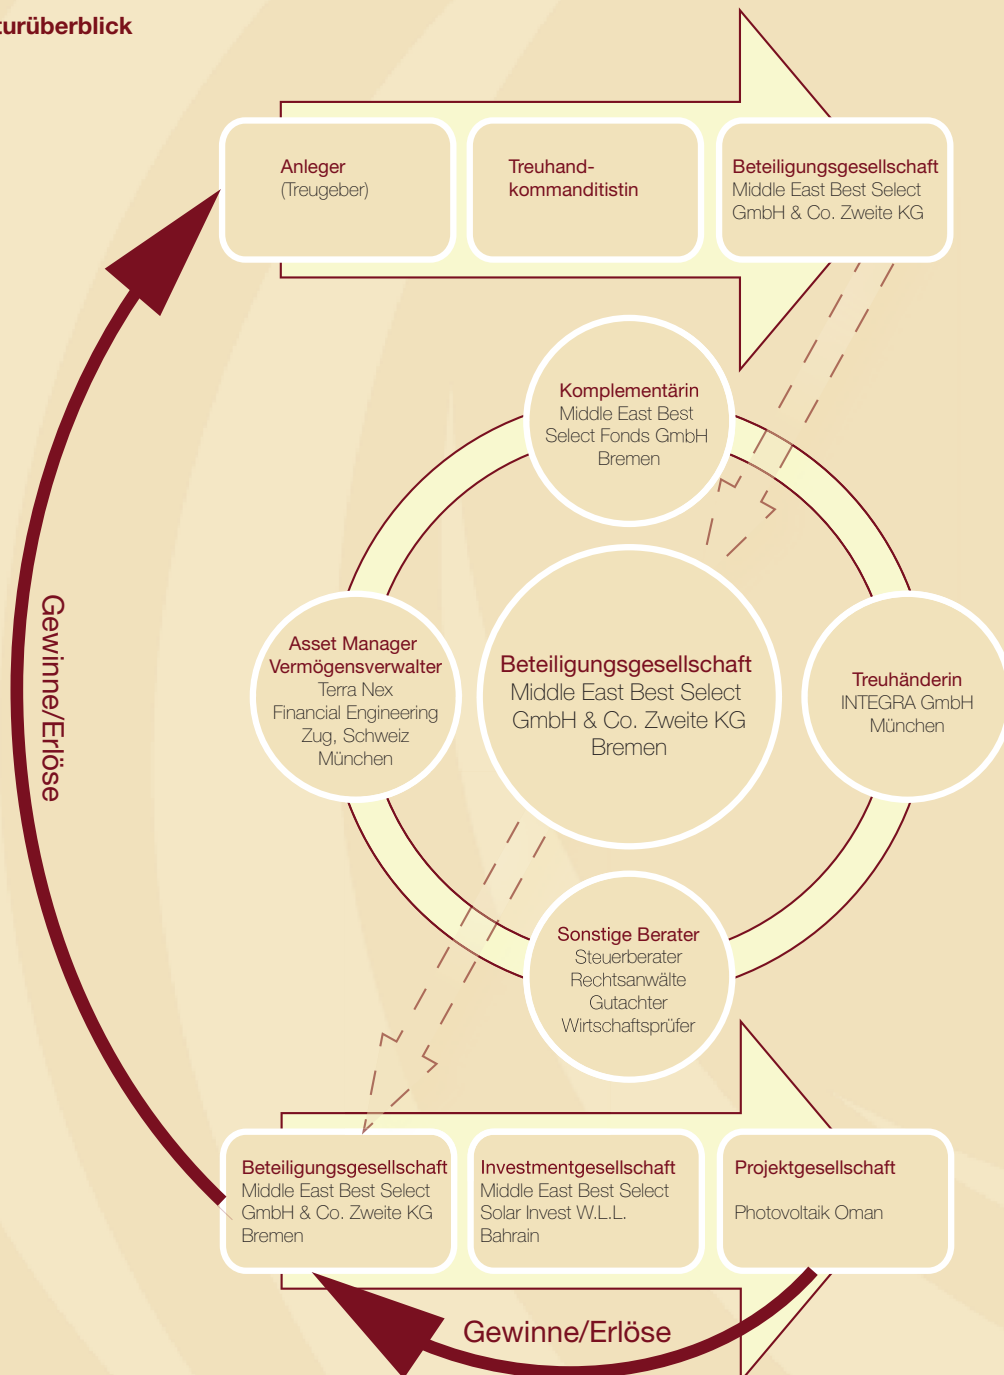 turüberblick
Anleger
(Treugeber)
Treuhand-
kommanditistin
Beteiligungsgesellschaft
Middle East Best Select
GmbH & Co. Zweite KG
Komplementärin
Middle East Best
Select Fonds GmbH
Bremen
Gewinne/Erlöse
Asset Manager
Vermögensverwalter
Terra Nex
Financial Engineering
Zug, Schweiz
München
Beteiligungsgesellschaft
Middle East Best Select
GmbH & Co. Zweite KG
Bremen
Treuhänderin
INTEGRA GmbH
München
Sonstige Berater
Steuerberater
Rechtsanwälte
Gutachter
Wirtschaftsprüfer
Beteiligungsgesellschaft
Middle East Best Select
GmbH & Co. Zweite KG
Bremen
Investmentgesellschaft
Middle East Best Select
Solar Invest W.L.L.
Bahrain
Projektgesellschaft
Photovoltaik Oman
Gewinne/Erlöse